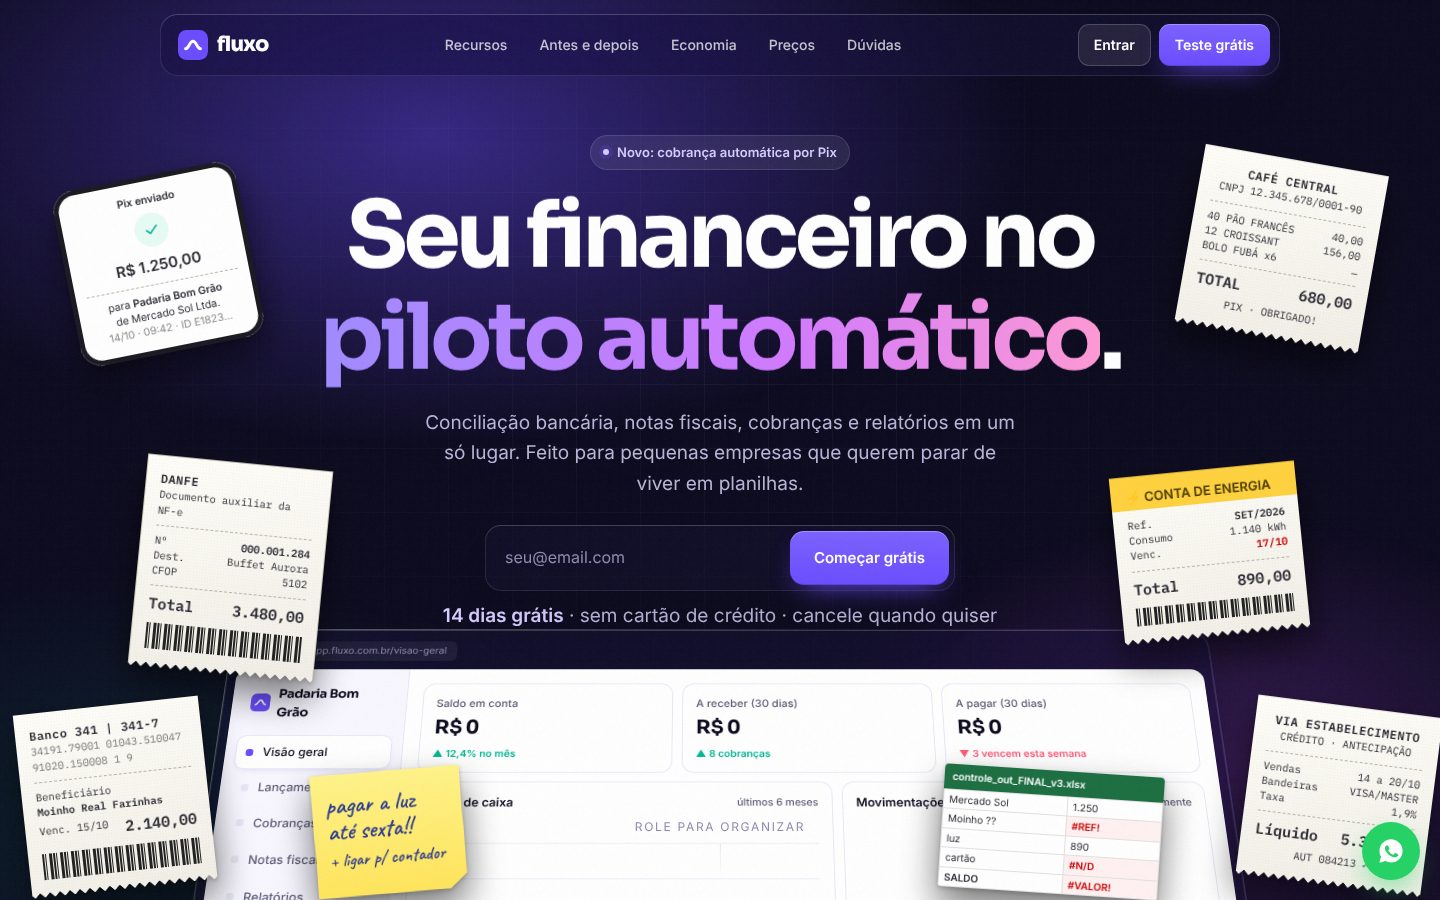 fluxo
Recursos
Antes e depois
Economia
Preços
Dúvidas
Entrar
Teste grátis
Novo: cobrança automática por Pix
Seu financeiro no
piloto automático.
Conciliação bancária, notas fiscais, cobranças e relatórios em um
só lugar. Feito para pequenas empresas que querem parar de
viver em planilhas.
seu@email.com
Começar grátis
14 dias grátis · sem cartão de crédito · cancele quando quiser
Pix enviado
R$ 1.250,00
para Padaria Bom Grão
de Mercado Sol Ltda.
14/10 · 09:42 · ID E1823...
CAFÉ CENTRAL
CNPJ 12.345.678/0001-90
40 PÃO FRANCÊS 40,00
12 CROISSANT 156,00
BOLO FUBÁ x6 —
TOTAL 680,00
PIX · OBRIGADO!
DANFE
Documento auxiliar da
NF-e
Nº 000.001.284
Dest. Buffet Aurora
CFOP 5102
Total 3.480,00
CONTA DE ENERGIA
Ref. SET/2026
Consumo 1.140 kWh
Venc. 17/10
Total 890,00
Banco 341 | 341-7
34191.79001 01043.510047
91020.150008 1 9
Beneficiário
Moinho Real Farinhas
Venc. 15/10 2.140,00
VIA ESTABELECIMENTO
CRÉDITO · ANTECIPAÇÃO
Vendas 14 a 20/10
Bandeiras VISA/MASTER
Taxa 1,9%
Líquido 5.3
AUT 084213
pp.fluxo.com.br/visao-geral
Padaria Bom
Grão
Visão geral
Lançame
Cobrança
Notas fisca
Relatórios
Saldo em conta
R$ 0
▲ 12,4% no mês
A receber (30 dias)
R$ 0
▲ 8 cobranças
A pagar (30 dias)
R$ 0
▼ 3 vencem esta semana
de caixa
últimos 6 meses
ROLE PARA ORGANIZAR
Movimentaçõe
mente
pagar a luz
até sexta!!
+ ligar p/ contador
controle_out_FINAL_v3.xlsx
Mercado Sol 1.250
Moinho ?? #REF!
luz 890
cartão #N/D
SALDO #VALOR!